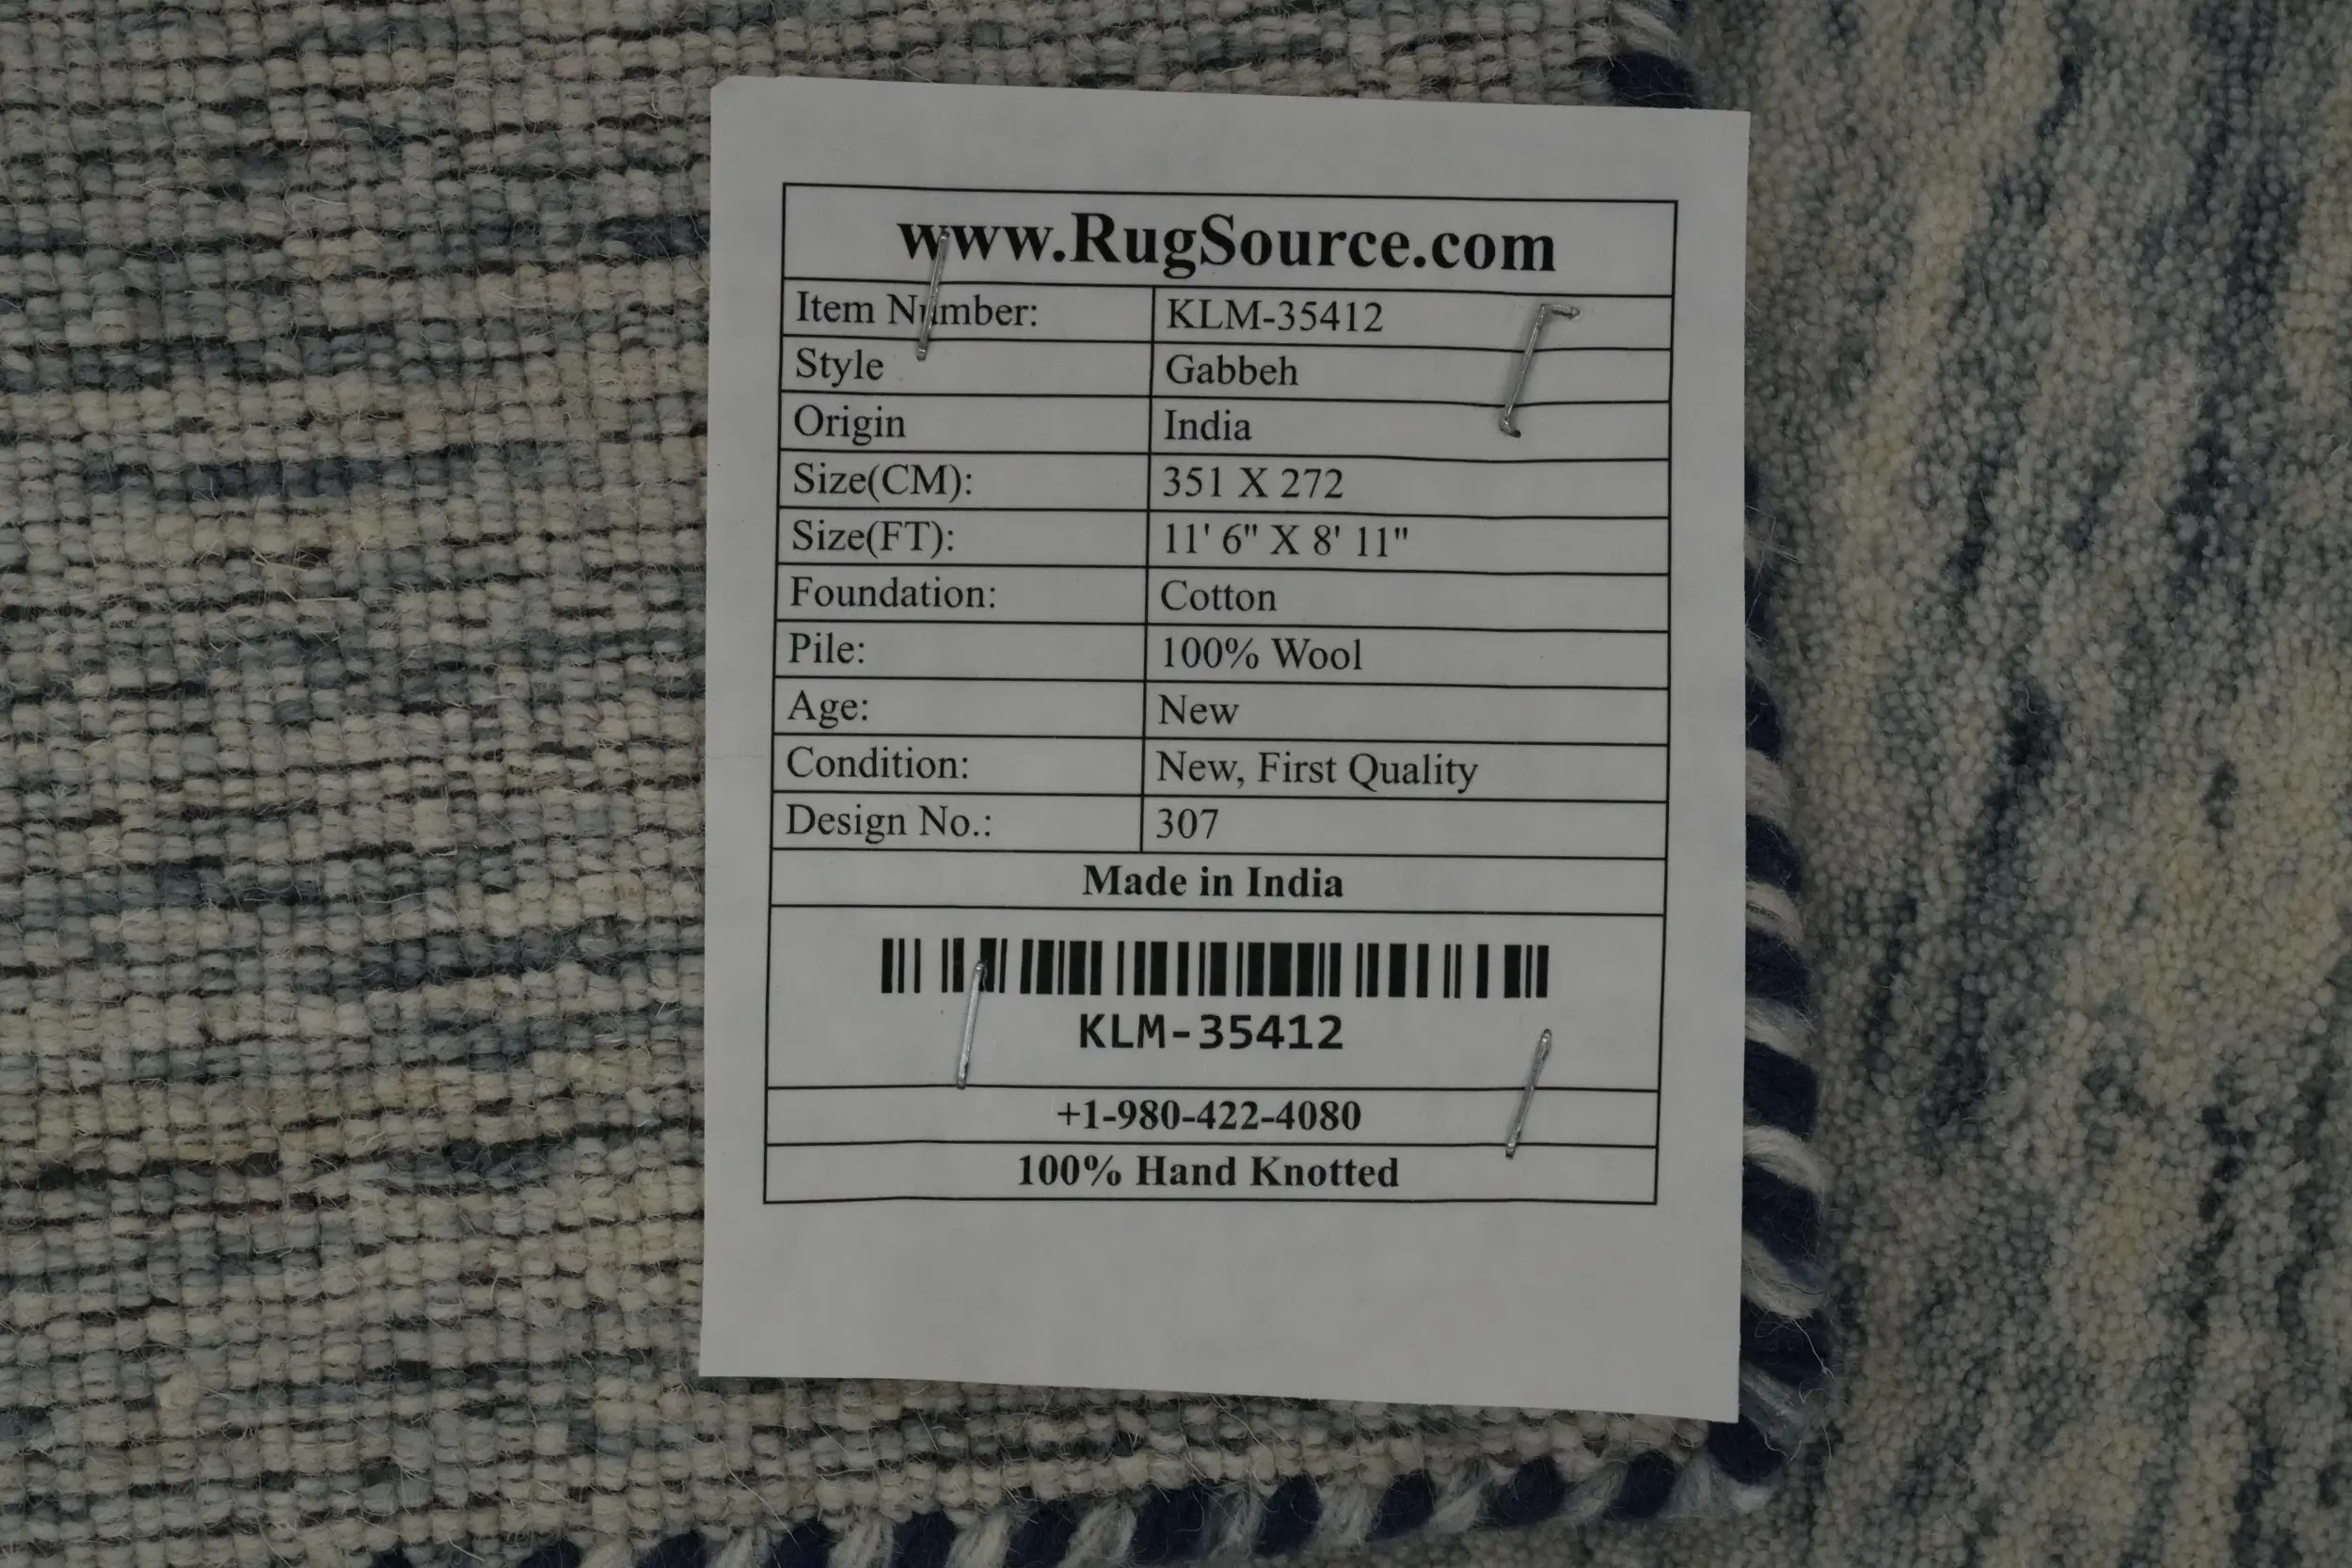 www.RugSource.com
Item Number: KLM-35412
Style Gabbeh
Origin India
Size(CM): 351 X 272
Size(FT): 11' 6" X 8' 11"
Foundation: Cotton
Pile: 100% Wool
Age: New
Condition: New, First Quality
Design No.: 307
Made in India
KLM-35412
+1-980-422-4080
100% Hand Knotted